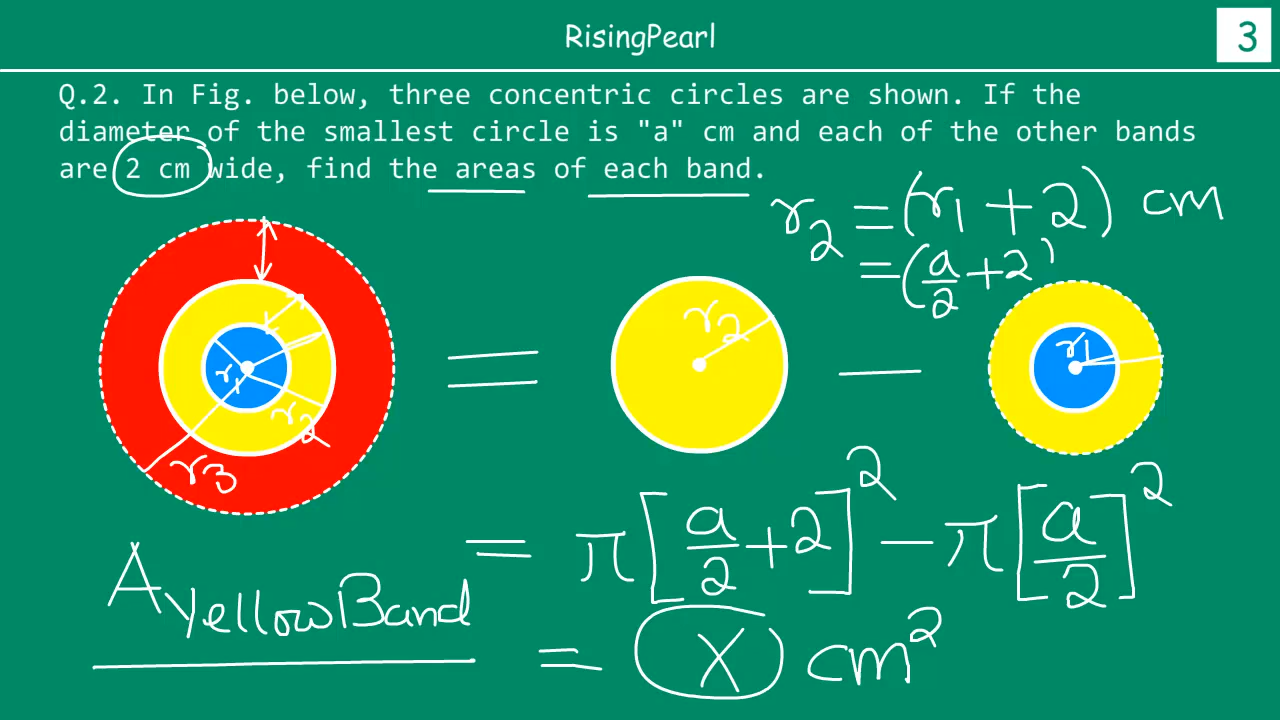 RisingPearl
3
Q.2. In Fig. below, three concentric circles are shown. If the
diameter of the smallest circle is "a" cm and each of the other bands
are 2 cm wide, find the areas of each band.
r₂ = (r₁ + 2) cm
= (a/2 + 2)
r₁
r₂
r₃
=
r₂
−
r₁
A Yellow Band = π[a/2 + 2]² − π[a/2]²
= X cm²